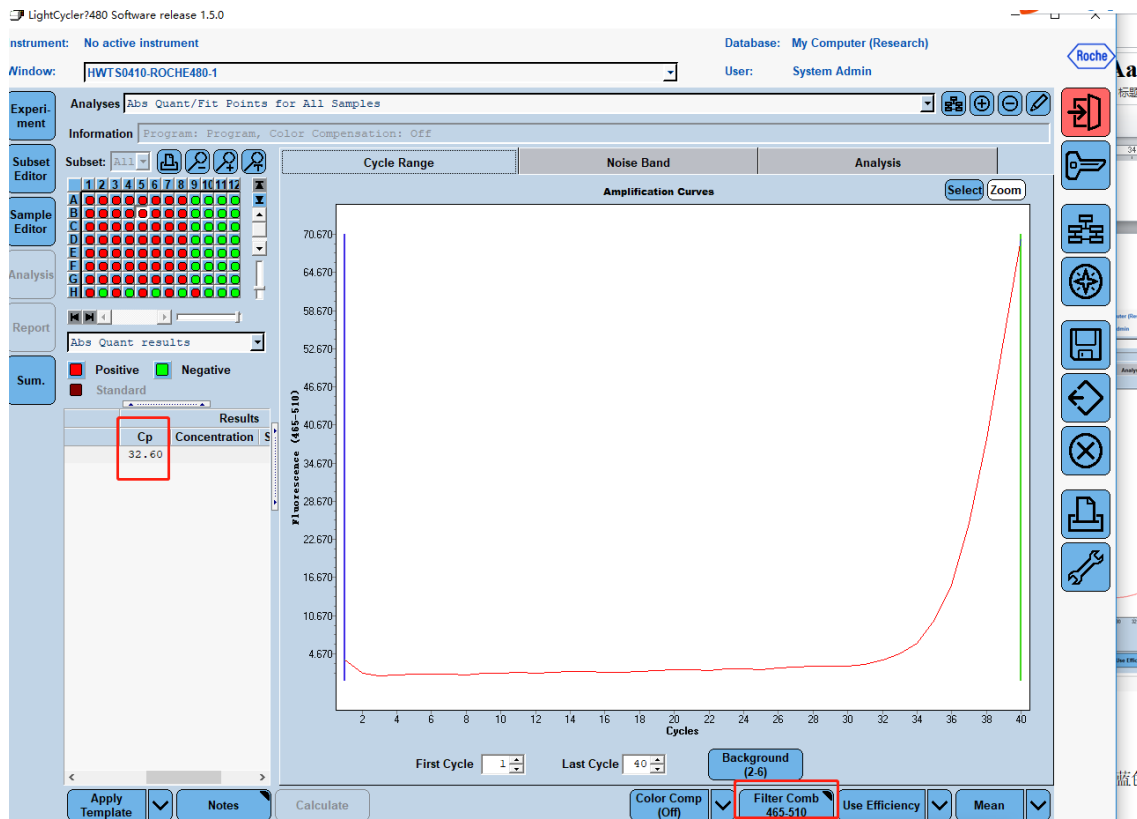 LightCycler?480 Software release 1.5.0
nstrument: No active instrument
Database: My Computer (Research)
Window: HWTS0410-ROCHE480-1
User: System Admin
Roche
Experi-
ment
Subset
Editor
Sample
Editor
Analysis
Report
Sum.
Analyses Abs Quant/Fit Points for All Samples
Information Program: Program, Color Compensation: Off
Subset: All
1 2 3 4 5 6 7 8 9 10 11 12
A
B
C
D
E
F
G
H
Abs Quant results
Positive Negative
Standard
Results
Cp Concentration S
32.60
Cycle Range Noise Band Analysis
Amplification Curves
Select Zoom
Fluorescence (465-510)
70.670
64.670
58.670
52.670
46.670
40.670
34.670
28.670
22.670
16.670
10.670
4.670
2 4 6 8 10 12 14 16 18 20 22 24 26 28 30 32 34 36 38 40
Cycles
First Cycle 1 Last Cycle 40 Background
(2-6)
Apply
Template
Notes
Calculate
Color Comp
(Off)
Filter Comb
465-510
Use Efficiency
Mean
Aa
标题
34